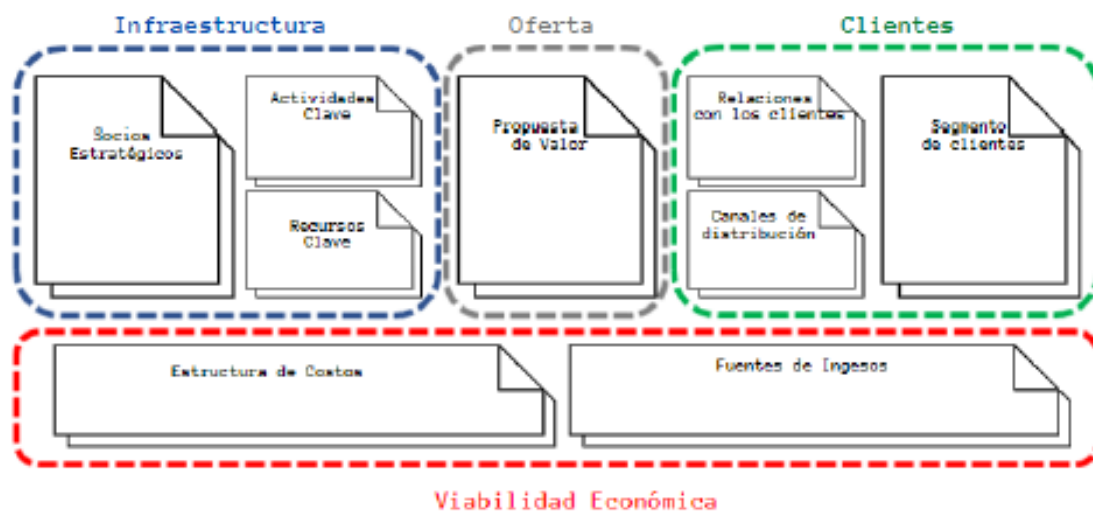 Infraestructura
Oferta
Clientes
Socios
Estratégicos
Actividades
Clave
Recursos
Clave
Propuesta
de Valor
Relaciones
con los clientes
Canales de
distribución
Segmento
de clientes
Estructura de Costos
Fuentes de Ingesos
Viabilidad Económica